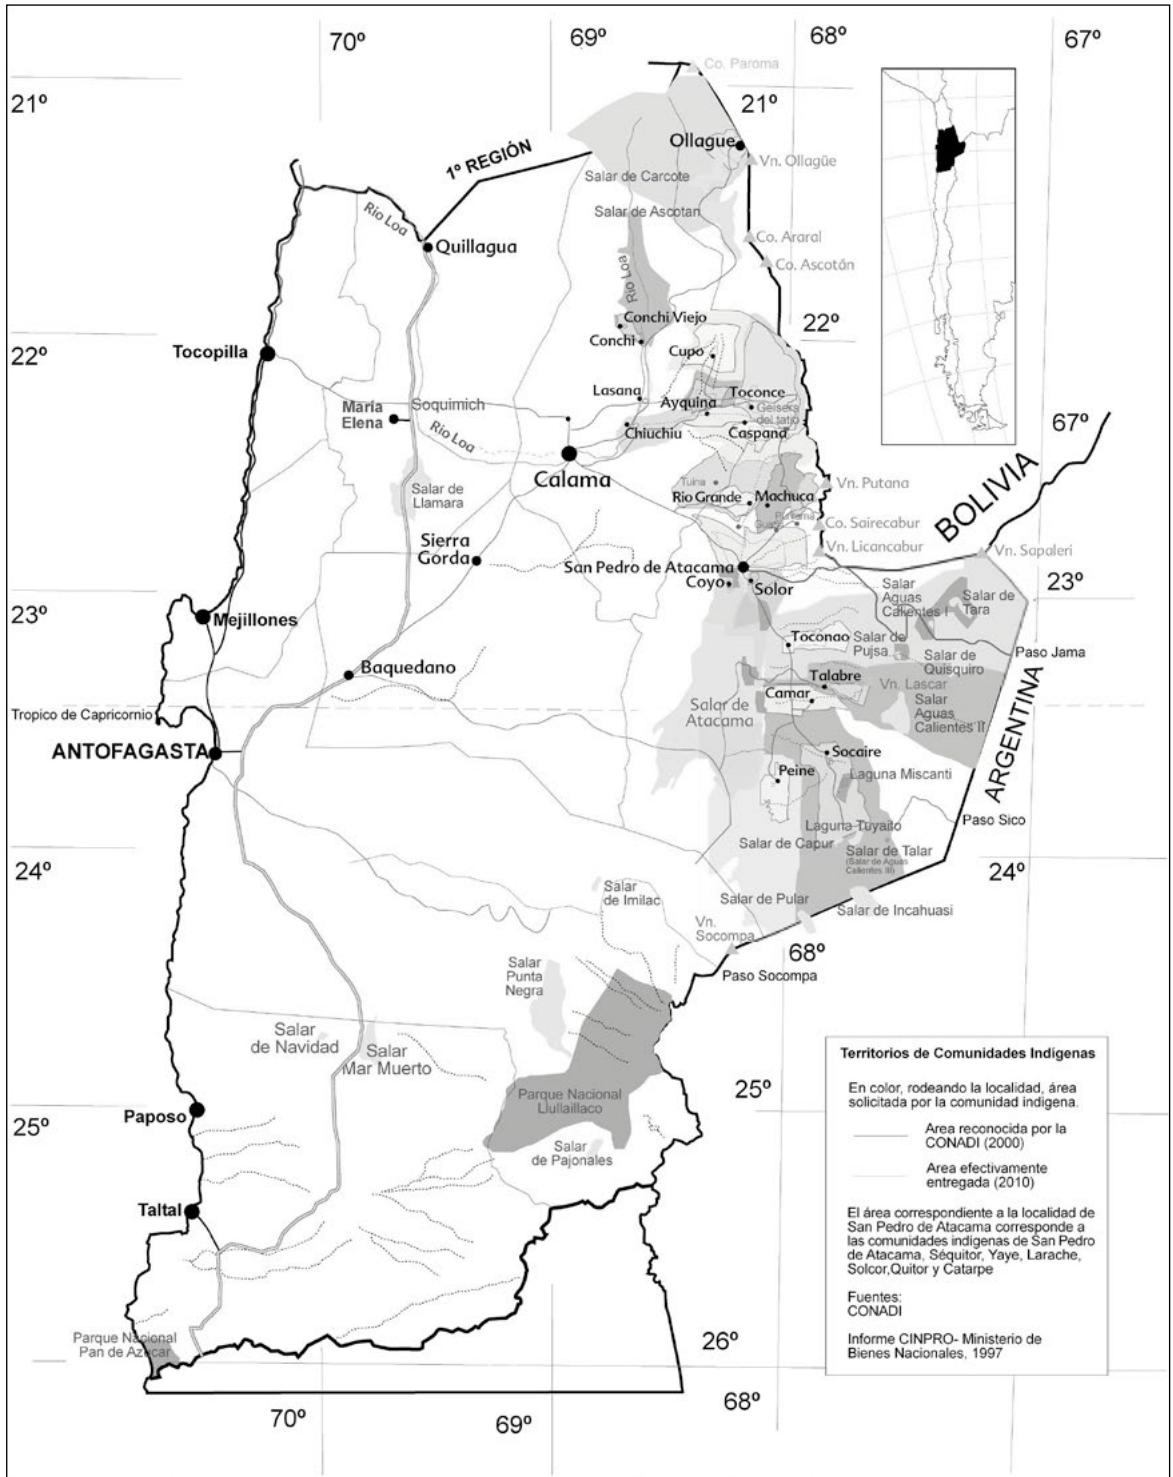 70º
69º
68º
67º
Co. Paroma
21º
21º
Ollague
1º REGIÓN
Vn. Ollagüe
Salar de Carcote
Río Loa
Salar de Ascotan
Quillagua
Co. Araral
Co. Ascotán
Río Loa
22º
Conchi Viejo
Conchi
22º
Tocopilla
Cupo
Lasana
Toconce
María
Elena
Soquimich
Ayquina
Geisers
del tatio
67º
Río Loa
Chiuchiu
Caspana
Calama
BOLIVIA
Salar de
Llamara
Tuina
Vn. Putana
Rio Grande
Machuca
Puritama
Guatin
Co. Sairecabur
Sierra
Gorda
Vn. Licancabur
Vn. Sapaleri
San Pedro de Atacama
Coyo
Solor
23º
Salar
Aguas
Calientes I
Salar de
Tara
23º
Mejillones
Toconao
Salar de
Pujsa
Paso Jama
Baquedano
Salar de
Quisquiro
Talabre
Vn. Lascar
Camar
Salar
Aguas
Calientes II
Tropico de Capricornio
Salar de
Atacama
ARGENTINA
ANTOFAGASTA
Socaire
Peine
Laguna Miscanti
Laguna Tuyaito
Paso Sico
Salar de Capur
Salar de Talar
(Salar de Aguas
Calientes III)
24º
24º
Salar
de Imilac
Salar de Pular
Salar de Incahuasi
Vn.
Socompa
68º
Salar
Punta
Negra
Paso Socompa
Salar
de Navidad
Salar
Mar Muerto
Parque Nacional
Llullaillaco
25º
Paposo
25º
Salar
de Pajonales
Taltal
Parque Nacional
Pan de Azúcar
26º
70º
69º
68º
Territorios de Comunidades Indígenas
En color, rodeando la localidad, área
solicitada por la comunidad indigena.
Area reconocida por la
CONADI (2000)
Area efectivamente
entregada (2010)
El área correspondiente a la localidad de
San Pedro de Atacama corresponde a
las comunidades indígenas de San Pedro
de Atacama, Séquitor, Yaye, Larache,
Solcor,Quitor y Catarpe
Fuentes:
CONADI
Informe CINPRO- Ministerio de
Bienes Nacionales, 1997